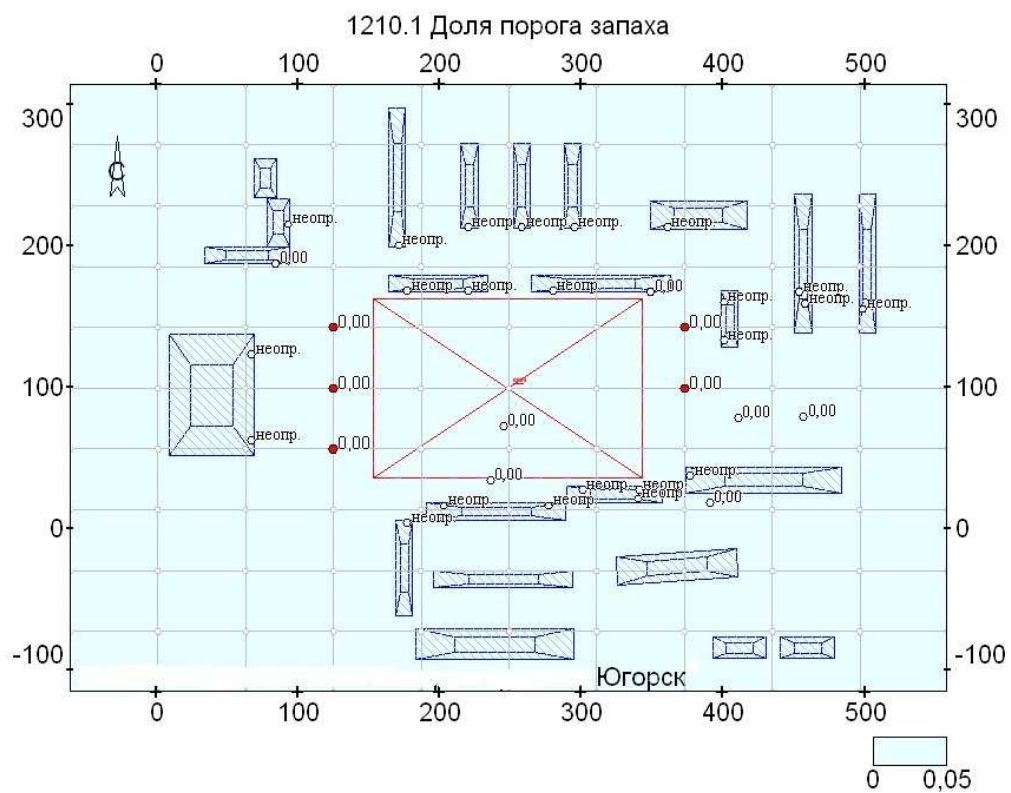 1210.1 Доля порога запаха
0 100 200 300 400 500
300 300
С
неопр.
неопр. неопр. неопр. неопр.
200 неопр. 200
0,00
неопр. неопр. неопр. 0,00 неопр. неопр.
неопр. неопр.
0,00 0,00
неопр. неопр.
100 0,00 0,00 100
0,00 0,00 0,00
неопр. 0,00
0,00 неопр.
неопр. неопр.
неопр. неопр. неопр. 0,00
0 неопр. 0
-100 -100
Югорск
0 100 200 300 400 500
0 0,05